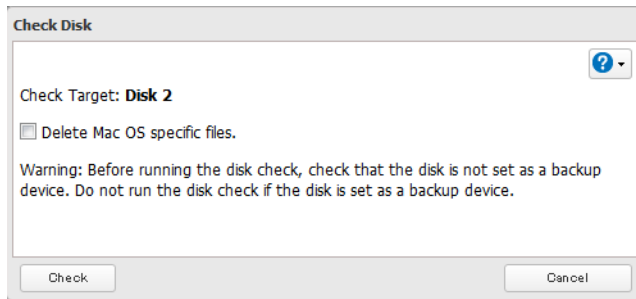 Check Disk
?
Check Target: Disk 2
Delete Mac OS specific files.
Warning: Before running the disk check, check that the disk is not set as a backup
device. Do not run the disk check if the disk is set as a backup device.
Check
Cancel